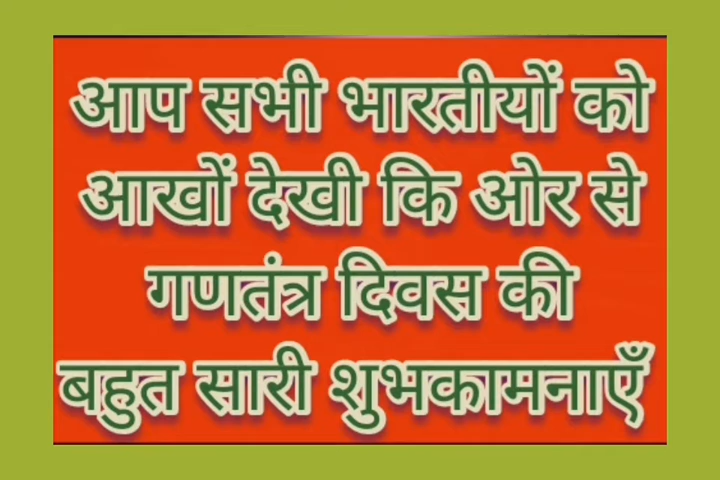 आप सभी भारतीयों को
आखों देखी कि ओर से
गणतंत्र दिवस की
बहुत सारी शुभकामनाएँ